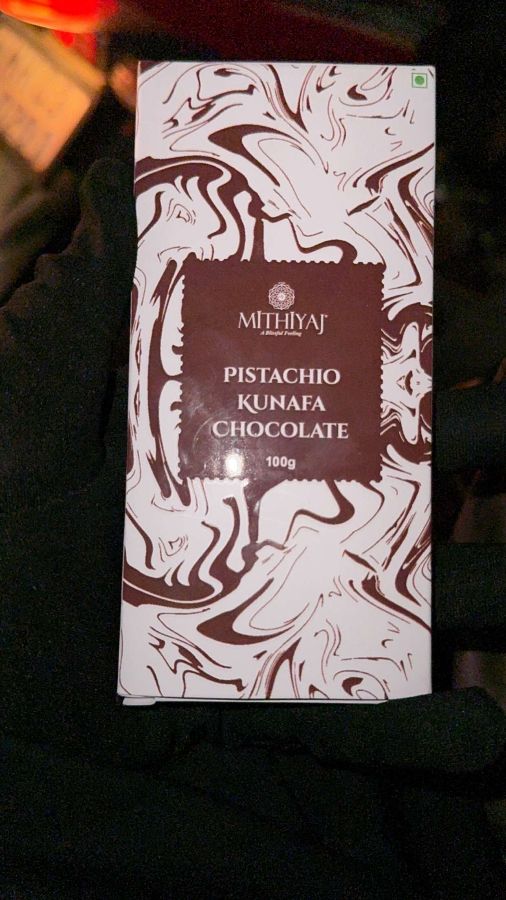 MITHIYAJ
A Blissful Feeling
PISTACHIO
KUNAFA
CHOCOLATE
100g